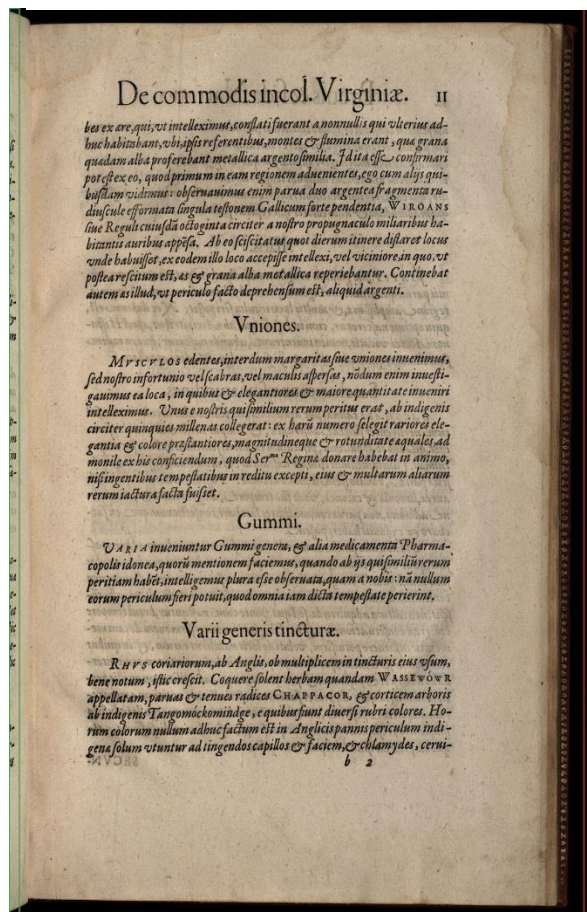 De commodis incol. Virginiæ. 11
bes ex ære, qui, vt intelleximus, conflati fuerant a nonnullis qui vlterius ad-
huc habitabant, vbi, ipsis referentibus, montes & flumina erant, quæ grana
quædam alba proferebant metallica argento similia. Id ita esse confirmari
potest ex eo, quod primum in eam regionem aduenientes, ego cum alijs qui-
busdam vidimus: obseruauimus enim parua duo argentea fragmenta ru-
diuscule efformata singula testonem Gallicum forte pendentia, WIROANS
siue Reguli cuiusdā octoginta circiter a nostro propugnaculo miliaribus ha-
bitantis auribus appēsa. Ab eo sciscitatus quot dierum itinere distaret locus
vnde habuisset, ex eodem illo loco accepisse intellexi, vel viciniore, in quo, vt
postea rescitum est, æs & grana alba metallica reperiebantur. Continebat
autem æs illud, vt periculo facto deprehensum est, aliquid argenti.
Vniones.
MVSCVLOS edentes, interdum margaritas siue vniones inuenimus,
sed nostro infortunio vel scabras, vel maculis aspersas, nōdum enim inuesti-
gauimus ea loca, in quibus & elegantiores & maiore quantitate inueniri
intelleximus. Vnus e nostris qui similium rerum peritus erat, ab indigenis
circiter quinquies millenas collegerat: ex harū numero selegit rariores ele-
gantia & colore præstantiores, magnitudineque & rotunditate æquales, ad
monile ex his conficiendum, quod Ser.mæ Reginæ donare habebat in animo,
nisi ingentibus tempestatibus in reditu excepti, eius & multarum aliarum
rerum iactura facta fuisset.
Gummi.
VARIA inueniuntur Gummi genera, & alia medicamenta Pharma-
copolis idonea, quorū mentionem faciemus, quando ab ijs qui similiū rerum
peritiam habēt, intelligemus plura esse obseruata, quam a nobis: nā nullum
eorum periculum fieri potuit, quod omnia iam dicta tempestate perierint.
Varii generis tincturæ.
RHVS coriariorum, ab Anglis, ob multiplicem in tincturis eius vsum,
bene notum, istic crescit. Coquere solent herbam quandam WASSEWÓWR
appellatam, paruas & tenues radices CHAPPACOR, & corticem arboris
ab indigenis Tangomóckomindge, e quibus fiunt diuersi rubri colores. Ho-
rum colorum nullum adhuc factum est in Anglicis pannis periculum indi-
genæ solum vtuntur ad tingendos capillos & faciem, & chlamydes, cerui-
b 2